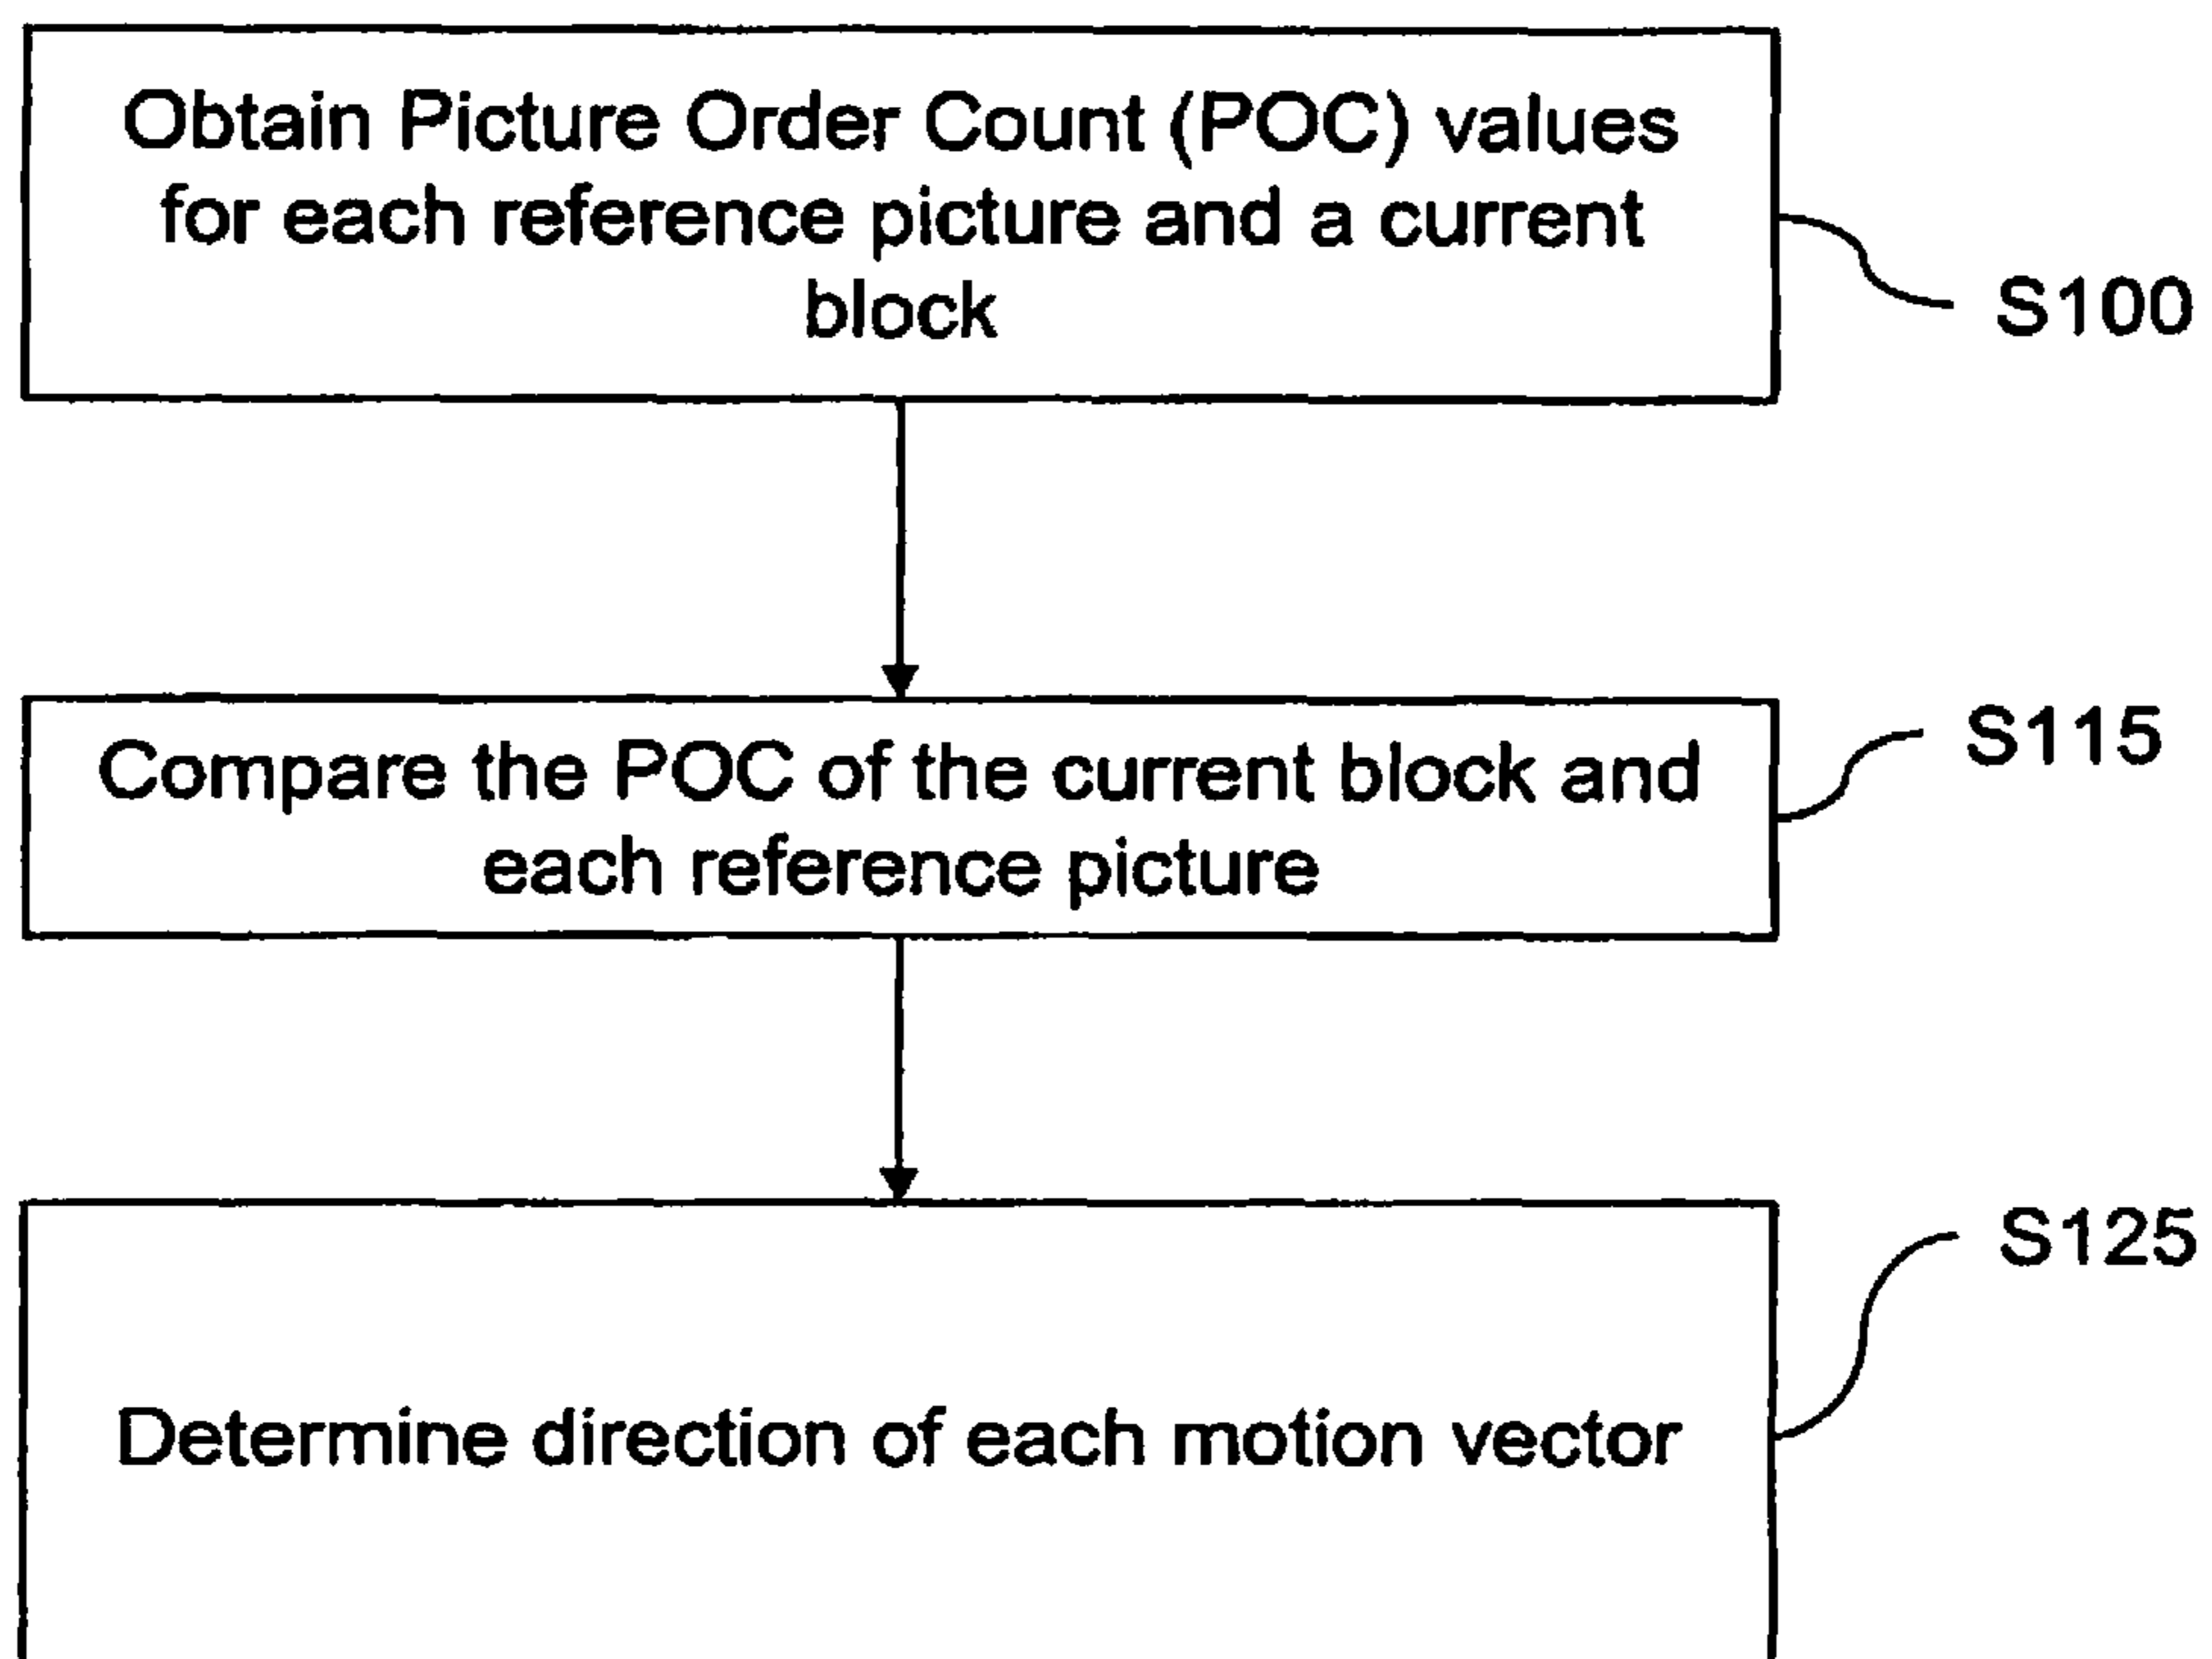 Obtain Picture Order Count (POC) values
for each reference picture and a current
block
S100
Compare the POC of the current block and
each reference picture
S115
Determine direction of each motion vector
S125